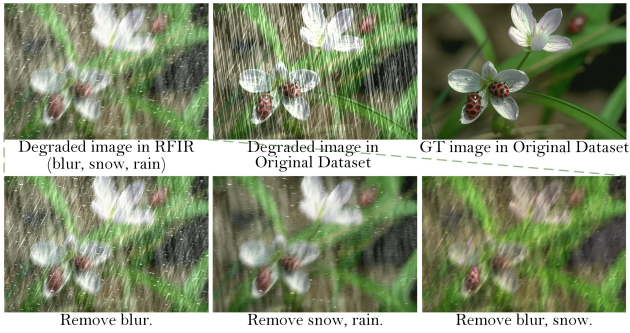 Degraded image in RFIR
(blur, snow, rain)
Degraded image in
Original Dataset
GT image in Original Dataset
Remove blur.
Remove snow, rain.
Remove blur, snow.